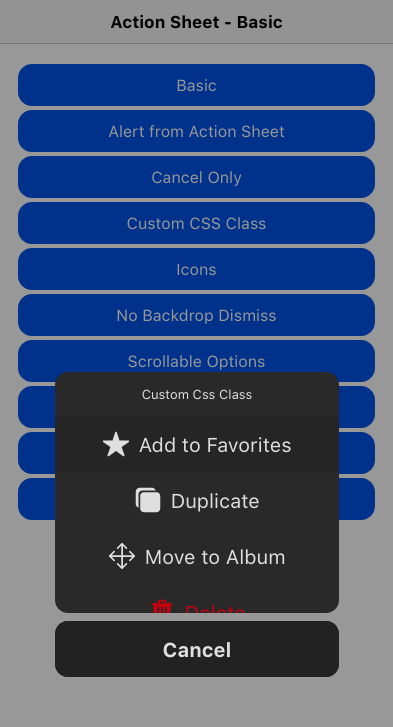 Action Sheet - Basic
Basic
Alert from Action Sheet
Cancel Only
Custom CSS Class
Icons
No Backdrop Dismiss
Scrollable Options
Custom Css Class
Add to Favorites
Duplicate
Move to Album
Delete
Cancel